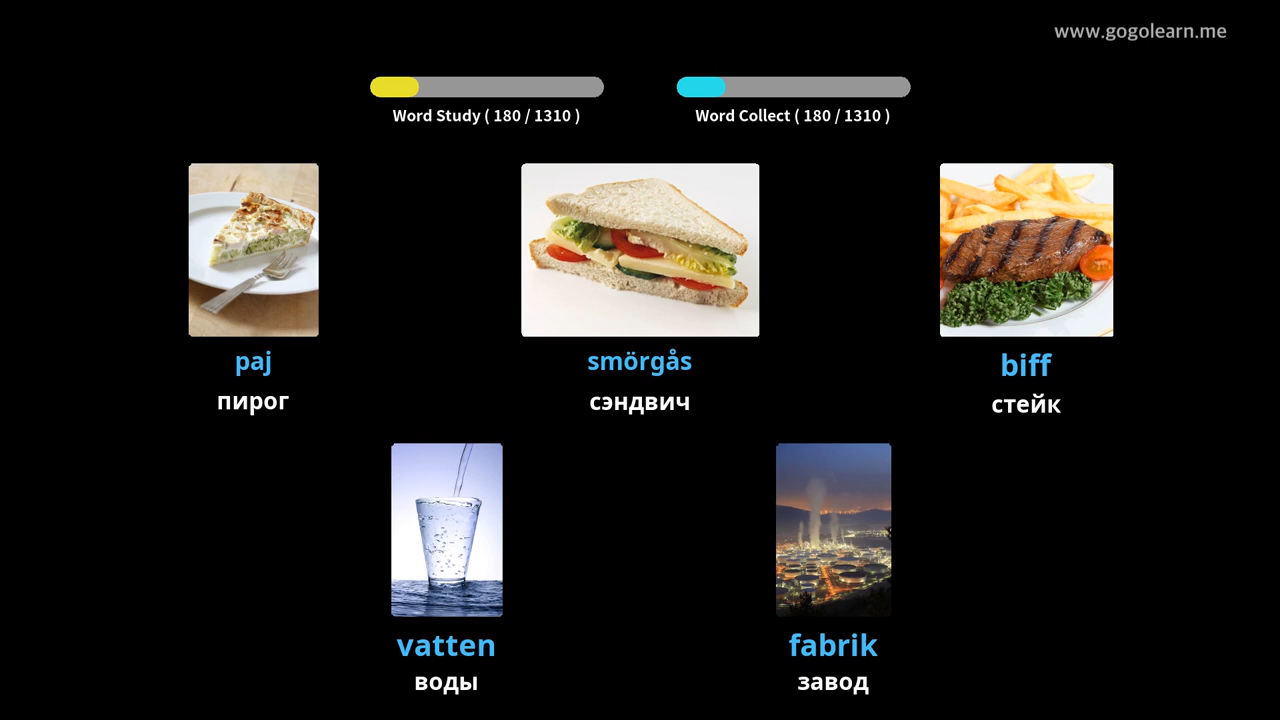 www.gogolearn.me
Word Study ( 180 / 1310 )
Word Collect ( 180 / 1310 )
paj
пирог
smörgås
сэндвич
biff
стейк
vatten
воды
fabrik
завод